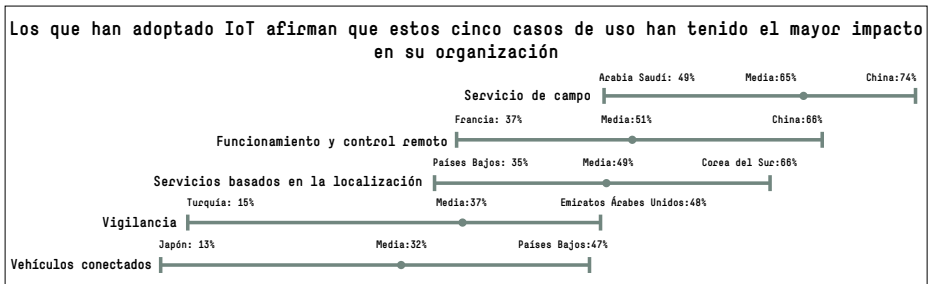 Los que han adoptado IoT afirman que estos cinco casos de uso han tenido el mayor impacto
en su organización
Arabia Saudí: 49% Media:65% China:74%
Servicio de campo
Francia: 37% Media:51% China:66%
Funcionamiento y control remoto
Países Bajos: 35% Media:49% Corea del Sur:66%
Servicios basados en la localización
Turquía: 15% Media:37% Emiratos Árabes Unidos:48%
Vigilancia
Japón: 13% Media:32% Países Bajos:47%
Vehículos conectados